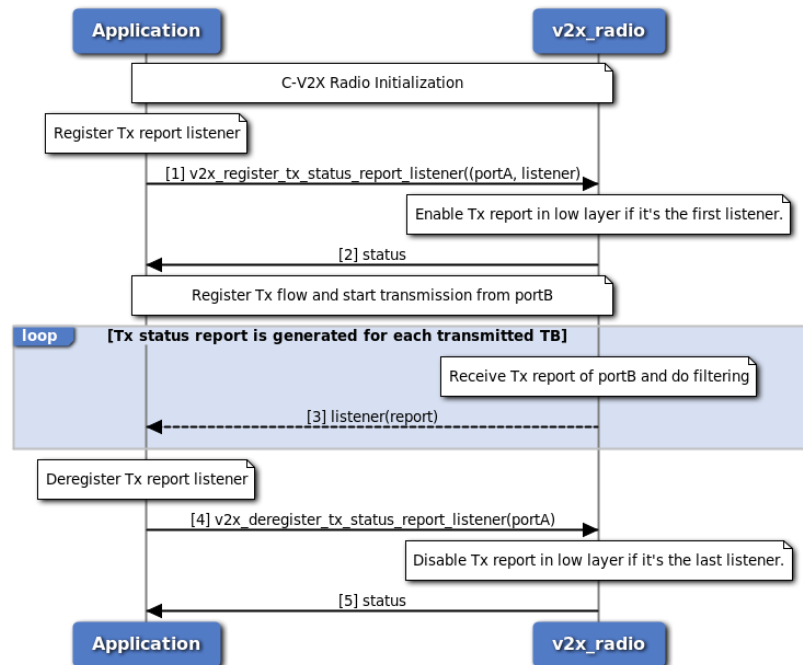 Application
v2x_radio
C-V2X Radio Initialization
Register Tx report listener
[1] v2x_register_tx_status_report_listener((portA, listener)
Enable Tx report in low layer if it's the first listener.
[2] status
Register Tx flow and start transmission from portB
loop
[Tx status report is generated for each transmitted TB]
Receive Tx report of portB and do filtering
[3] listener(report)
Deregister Tx report listener
[4] v2x_deregister_tx_status_report_listener(portA)
Disable Tx report in low layer if it's the last listener.
[5] status
Application
v2x_radio